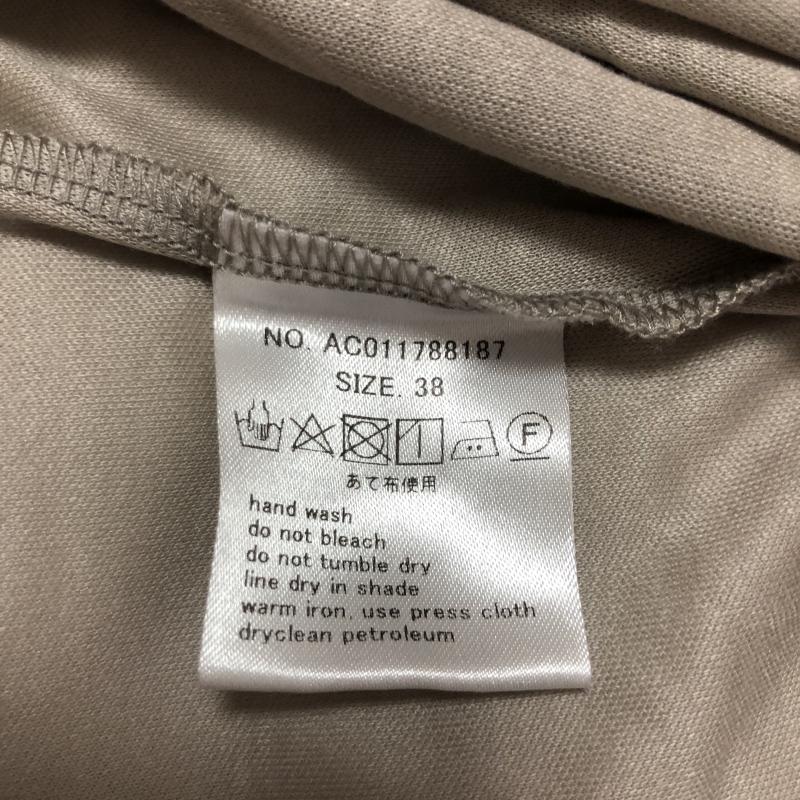 NO. AC011788187
SIZE. 38
F
あて布使用
hand wash
do not bleach
do not tumble dry
line dry in shade
warm iron, use press cloth
dryclean petroleum